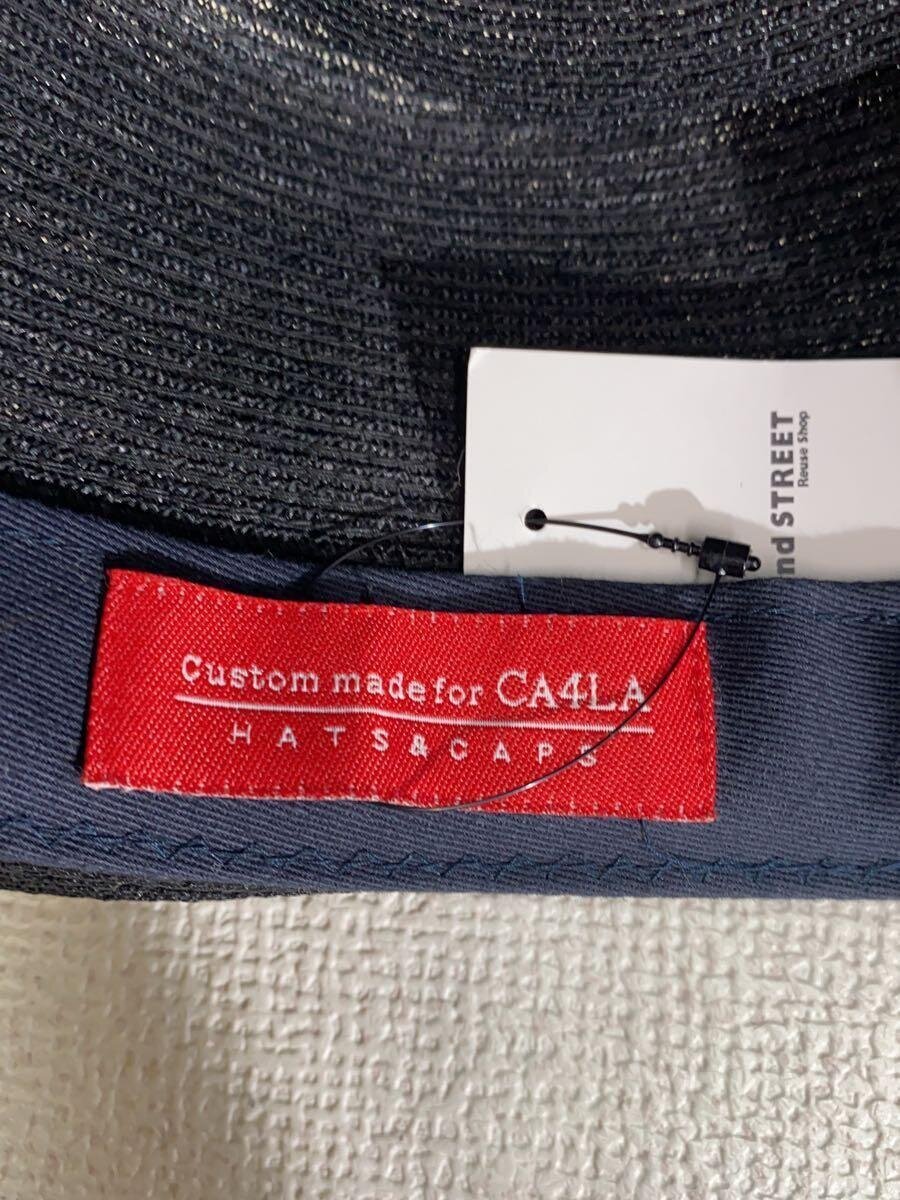 Custom made for CA4LA
HATS&CAPS
nd STREET
Reuse Shop